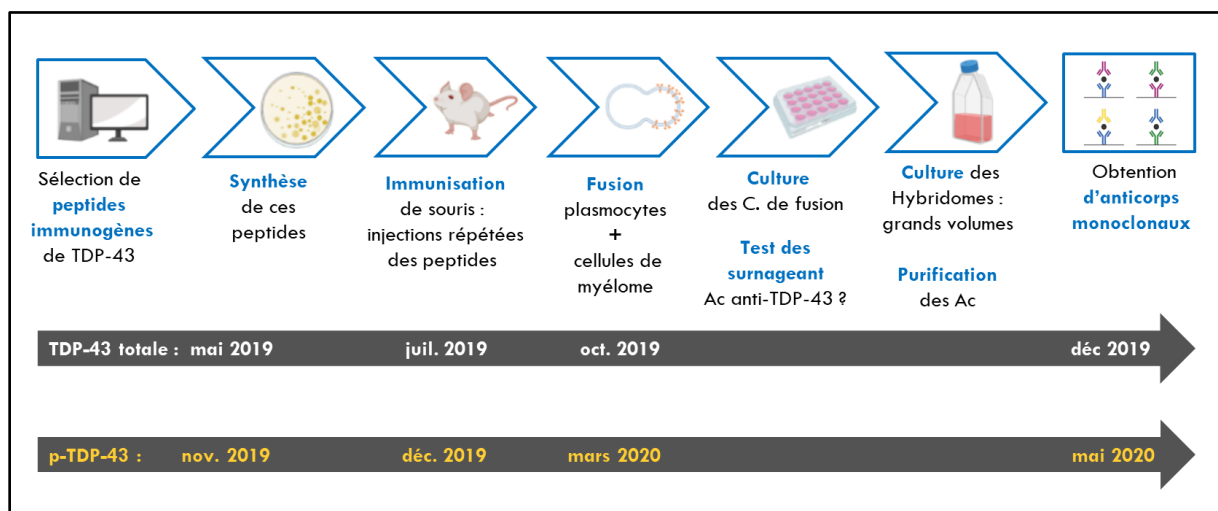 Sélection de
peptides
immunogènes
de TDP-43
Synthèse
de ces
peptides
Immunisation
de souris :
injections répétées
des peptides
Fusion
plasmocytes
+
cellules de
myélome
Culture
des C. de fusion
Test des
surnageant
Ac anti-TDP-43 ?
Culture des
Hybridomes :
grands volumes
Purification
des Ac
Obtention
d'anticorps
monoclonaux
TDP-43 totale : mai 2019 juil. 2019 oct. 2019 déc 2019
p-TDP-43 : nov. 2019 déc. 2019 mars 2020 mai 2020